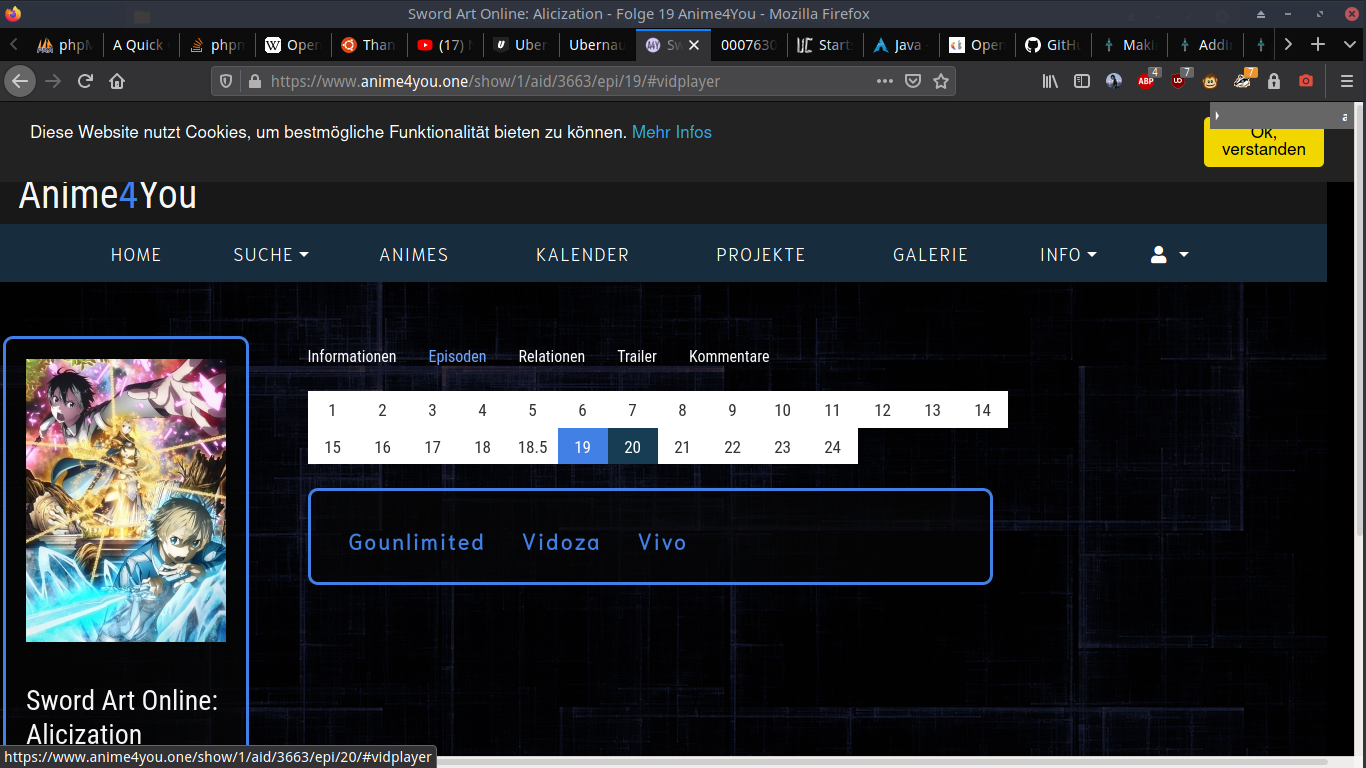 Sword Art Online: Alicization - Folge 19 Anime4You - Mozilla Firefox
phpM A Quick phpm Oper Than (17) Uber Ubernau Sw 0007630 Start: Java - Open GitHu Maki Addi
https://www.anime4you.one/show/1/aid/3663/epi/19/#vidplayer
ABP 4 7 7
Diese Website nutzt Cookies, um bestmögliche Funktionalität bieten zu können. Mehr Infos
a
Ok,
verstanden
Anime4You
HOME SUCHE ANIMES KALENDER PROJEKTE GALERIE INFO
Informationen Episoden Relationen Trailer Kommentare
1 2 3 4 5 6 7 8 9 10 11 12 13 14
15 16 17 18 18.5 19 20 21 22 23 24
Gounlimited Vidoza Vivo
Sword Art Online:
Alicization
https://www.anime4you.one/show/1/aid/3663/epi/20/#vidplayer